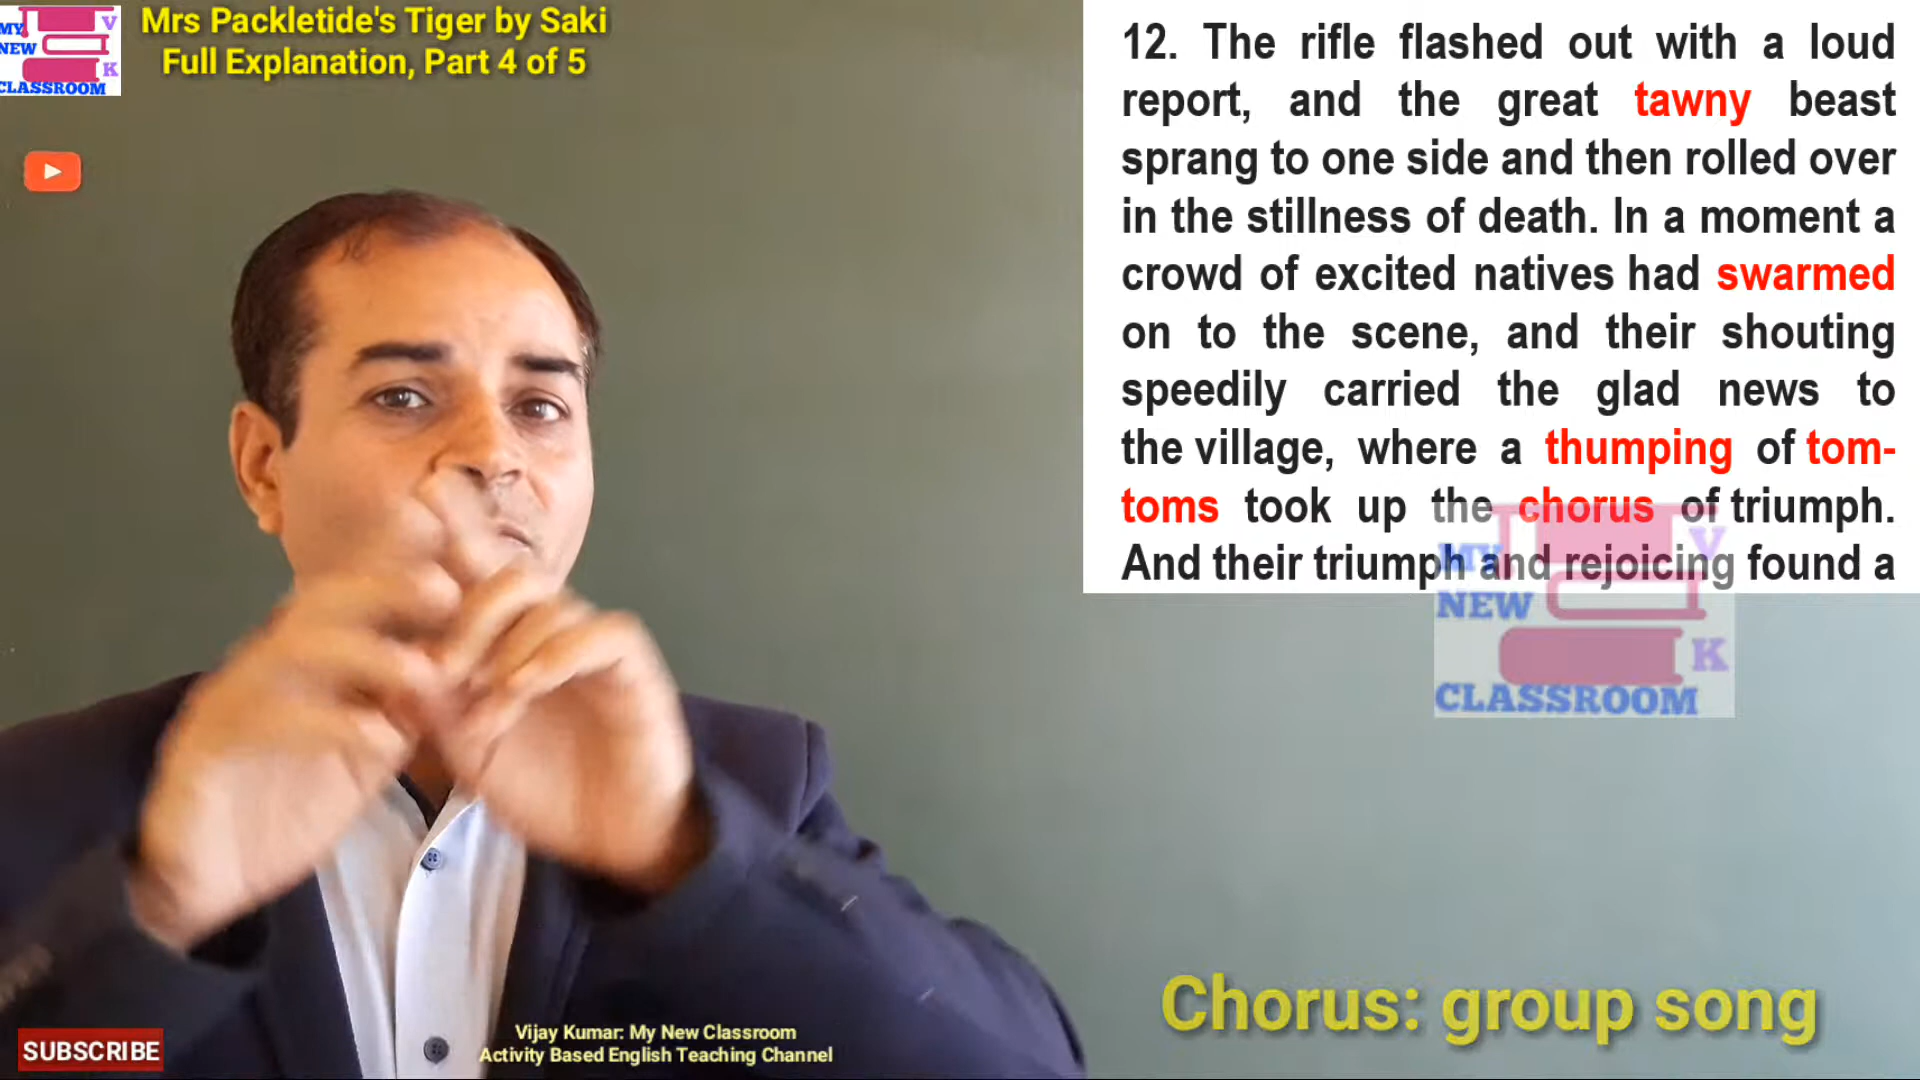 MY
NEW
V
K
CLASSROOM
Mrs Packletide's Tiger by Saki
Full Explanation, Part 4 of 5
12. The rifle flashed out with a loud
report, and the great tawny beast
sprang to one side and then rolled over
in the stillness of death. In a moment a
crowd of excited natives had swarmed
on to the scene, and their shouting
speedily carried the glad news to
the village, where a thumping of tom-
toms took up the chorus of triumph.
And their triumph and rejoicing found a
MY
NEW
V
K
CLASSROOM
Chorus: group song
Vijay Kumar: My New Classroom
Activity Based English Teaching Channel
SUBSCRIBE